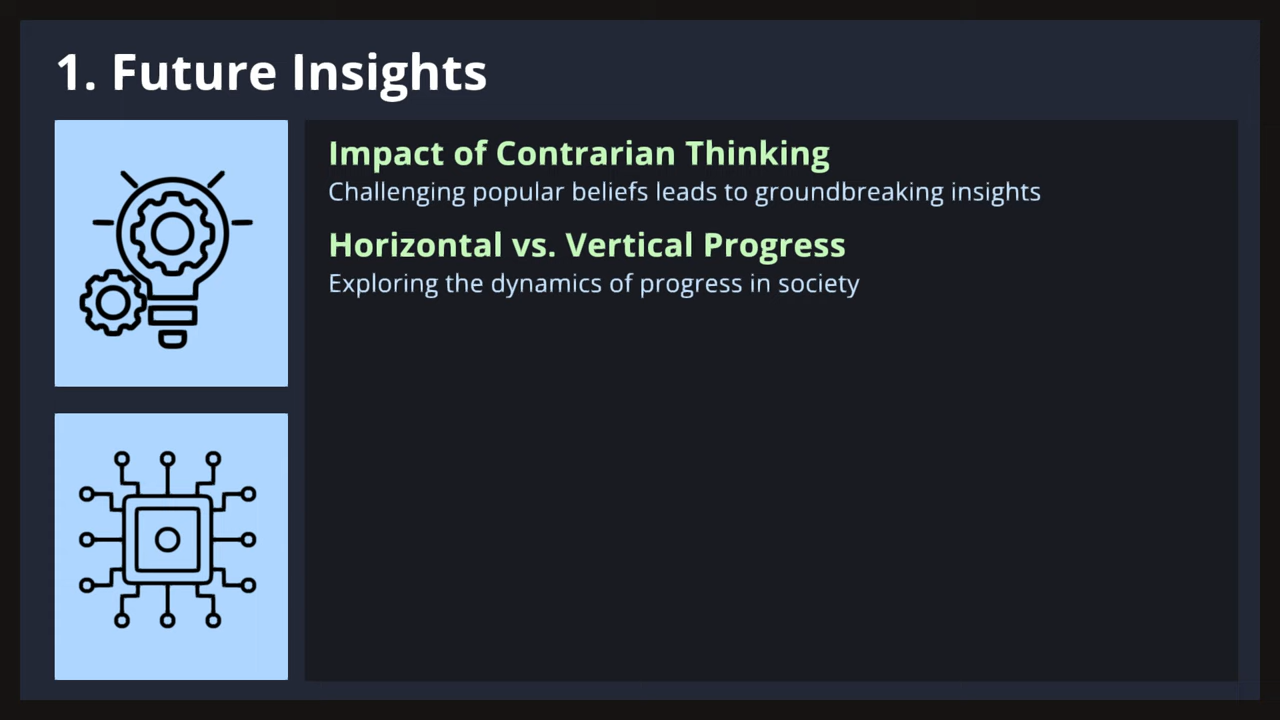 1. Future Insights
Impact of Contrarian Thinking
Challenging popular beliefs leads to groundbreaking insights
Horizontal vs. Vertical Progress
Exploring the dynamics of progress in society